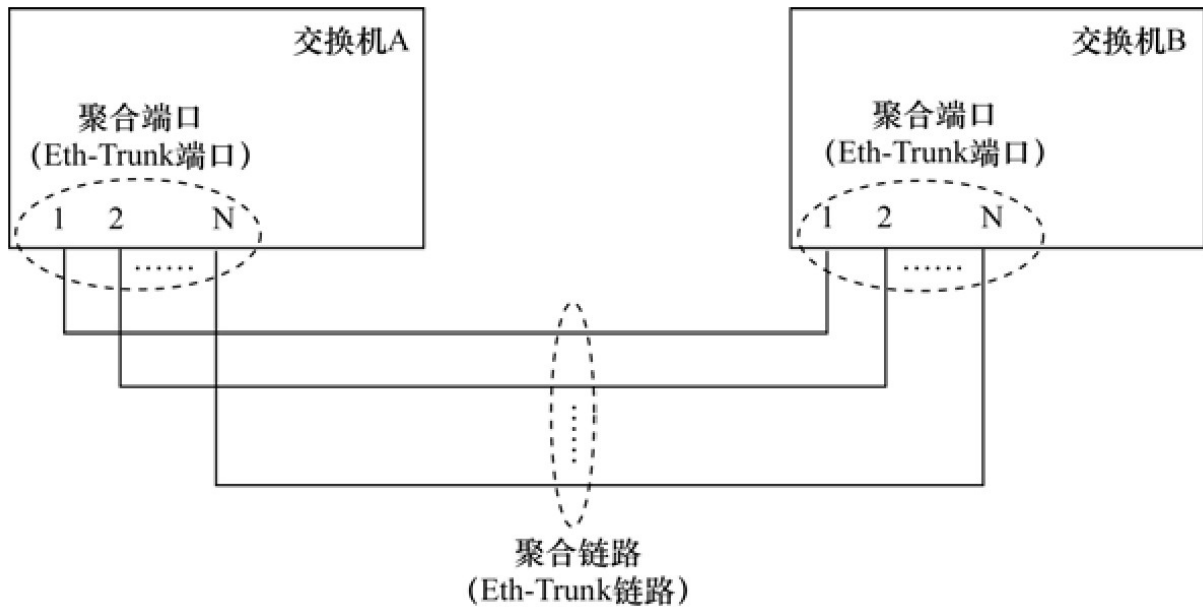 交换机A
交换机B
聚合端口
(Eth-Trunk端口)
聚合端口
(Eth-Trunk端口)
1 2 N
1 2 N
......
......
......
聚合链路
(Eth-Trunk链路)